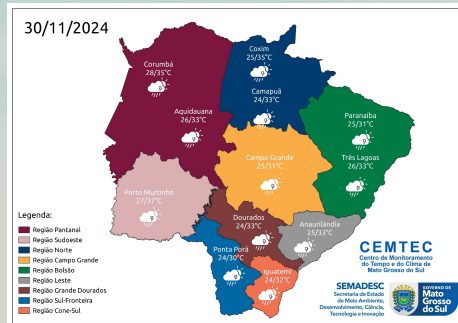 30/11/2024
Corumbá
28/35°C
Coxim
25/35°C
Camapuã
24/33°C
Aquidauana
26/33°C
Paranaíba
25/31°C
Três Lagoas
26/33°C
Campo Grande
25/31°C
Porto Murtinho
27/37°C
Dourados
24/33°C
Anaurilândia
25/33°C
Ponta Porã
24/30°C
Iguatemi
24/32°C
Legenda:
Região Pantanal
Região Sudoeste
Região Norte
Região Campo Grande
Região Bolsão
Região Leste
Região Grande Dourados
Região Sul-Fronteira
Região Cone-Sul
CEMTEC
Centro de Monitoramento
do Tempo e do Clima de
Mato Grosso do Sul
SEMADESC
Secretaria de Estado
de Meio Ambiente,
Desenvolvimento, Ciência,
Tecnologia e Inovação
GOVERNO DE
Mato
Grosso
do Sul